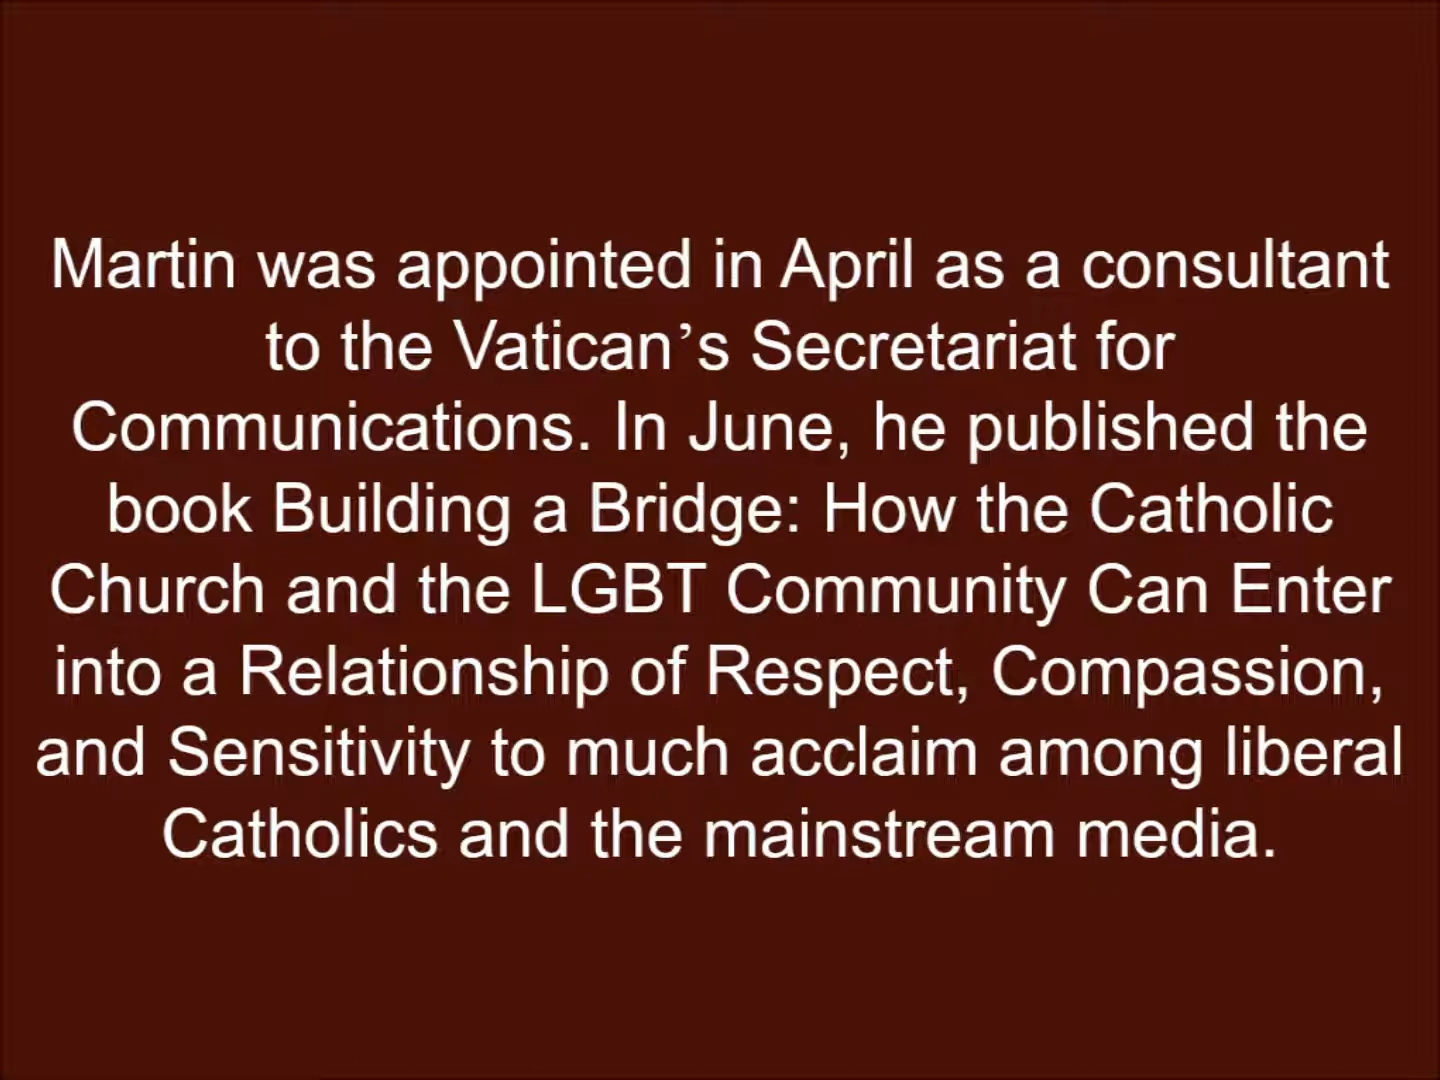 Martin was appointed in April as a consultant
to the Vatican’s Secretariat for
Communications. In June, he published the
book Building a Bridge: How the Catholic
Church and the LGBT Community Can Enter
into a Relationship of Respect, Compassion,
and Sensitivity to much acclaim among liberal
Catholics and the mainstream media.